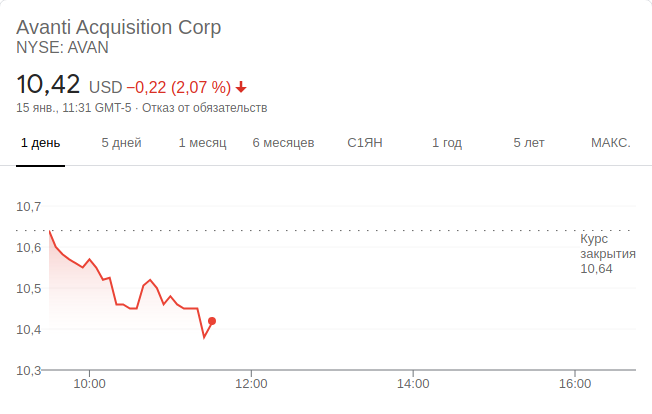 Avanti Acquisition Corp
NYSE: AVAN
10,42 USD −0,22 (2,07 %)
15 янв., 11:31 GMT-5 · Отказ от обязательств
1 день 5 дней 1 месяц 6 месяцев С1ЯН 1 год 5 лет МАКС.
10,7
Курс
10,6
закрытия
10,64
10,5
10,4
10,3
10:00 12:00 14:00 16:00